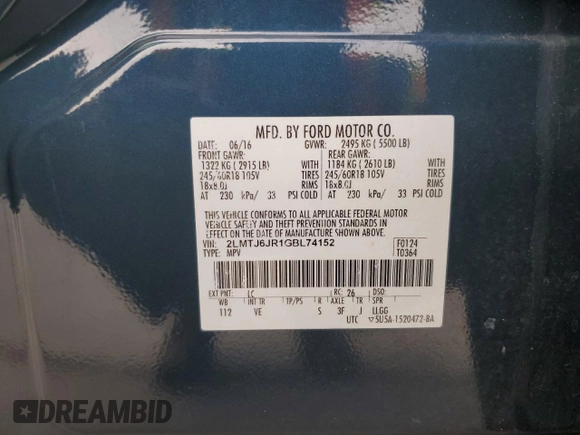 MFD. BY FORD MOTOR CO.
DATE: 06/16 GVWR: 2495 KG ( 5500 LB)
FRONT GAWR: REAR GAWR:
1322 KG ( 2915 LB) WITH 1184 KG ( 2610 LB) WITH
245/60R18 105V TIRES 245/60R18 105V TIRES
18x8.0J RIMS 18x8.0J RIMS
AT 230 kPa/ 33 PSI COLD AT 230 kPa/ 33 PSI COLD
THIS VEHICLE CONFORMS TO ALL APPLICABLE FEDERAL MOTOR
VEHICLE SAFETY AND THEFT PREVENTION STANDARDS IN
EFFECT ON THE DATE OF MANUFACTURE SHOWN ABOVE.
VIN: 2LMTJ6JR1GBL74152 F0124
TYPE: MPV T0364
EXT PNT: LC RC: 26 DSO:
WB INT TR TP/PS R AXLE TR SPR
112 VE S 3F J LLGG
UTC ▽5U5A-1520472-BA
DREAMBID